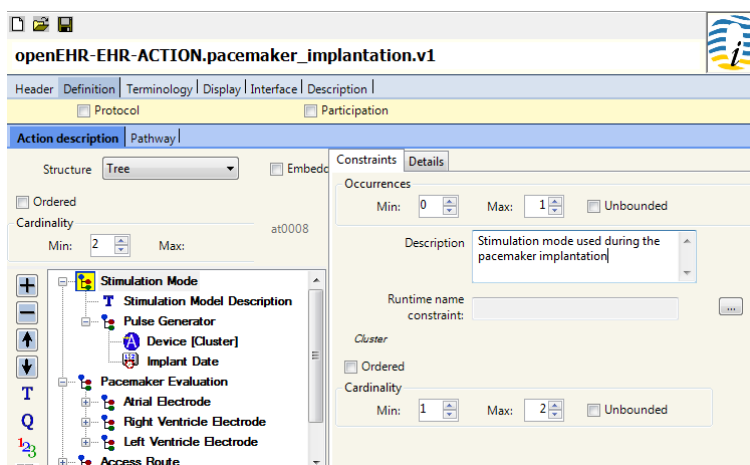 openEHR-EHR-ACTION.pacemaker_implantation.v1
Header Definition Terminology Display Interface Description
Protocol Participation
Action description Pathway
Structure Tree Embedc
Ordered
Cardinality
Min: 2 Max:
at0008
Stimulation Mode
T Stimulation Model Description
Pulse Generator
A Device [Cluster]
Implant Date
Pacemaker Evaluation
Atrial Electrode
Right Ventricle Electrode
Left Ventricle Electrode
Access Route
T
Q
123
Constraints Details
Occurrences
Min: 0 Max: 1 Unbounded
Description Stimulation mode used during the
pacemaker implantation
Runtime name
constraint:
...
Cluster
Ordered
Cardinality
Min: 1 Max: 2 Unbounded